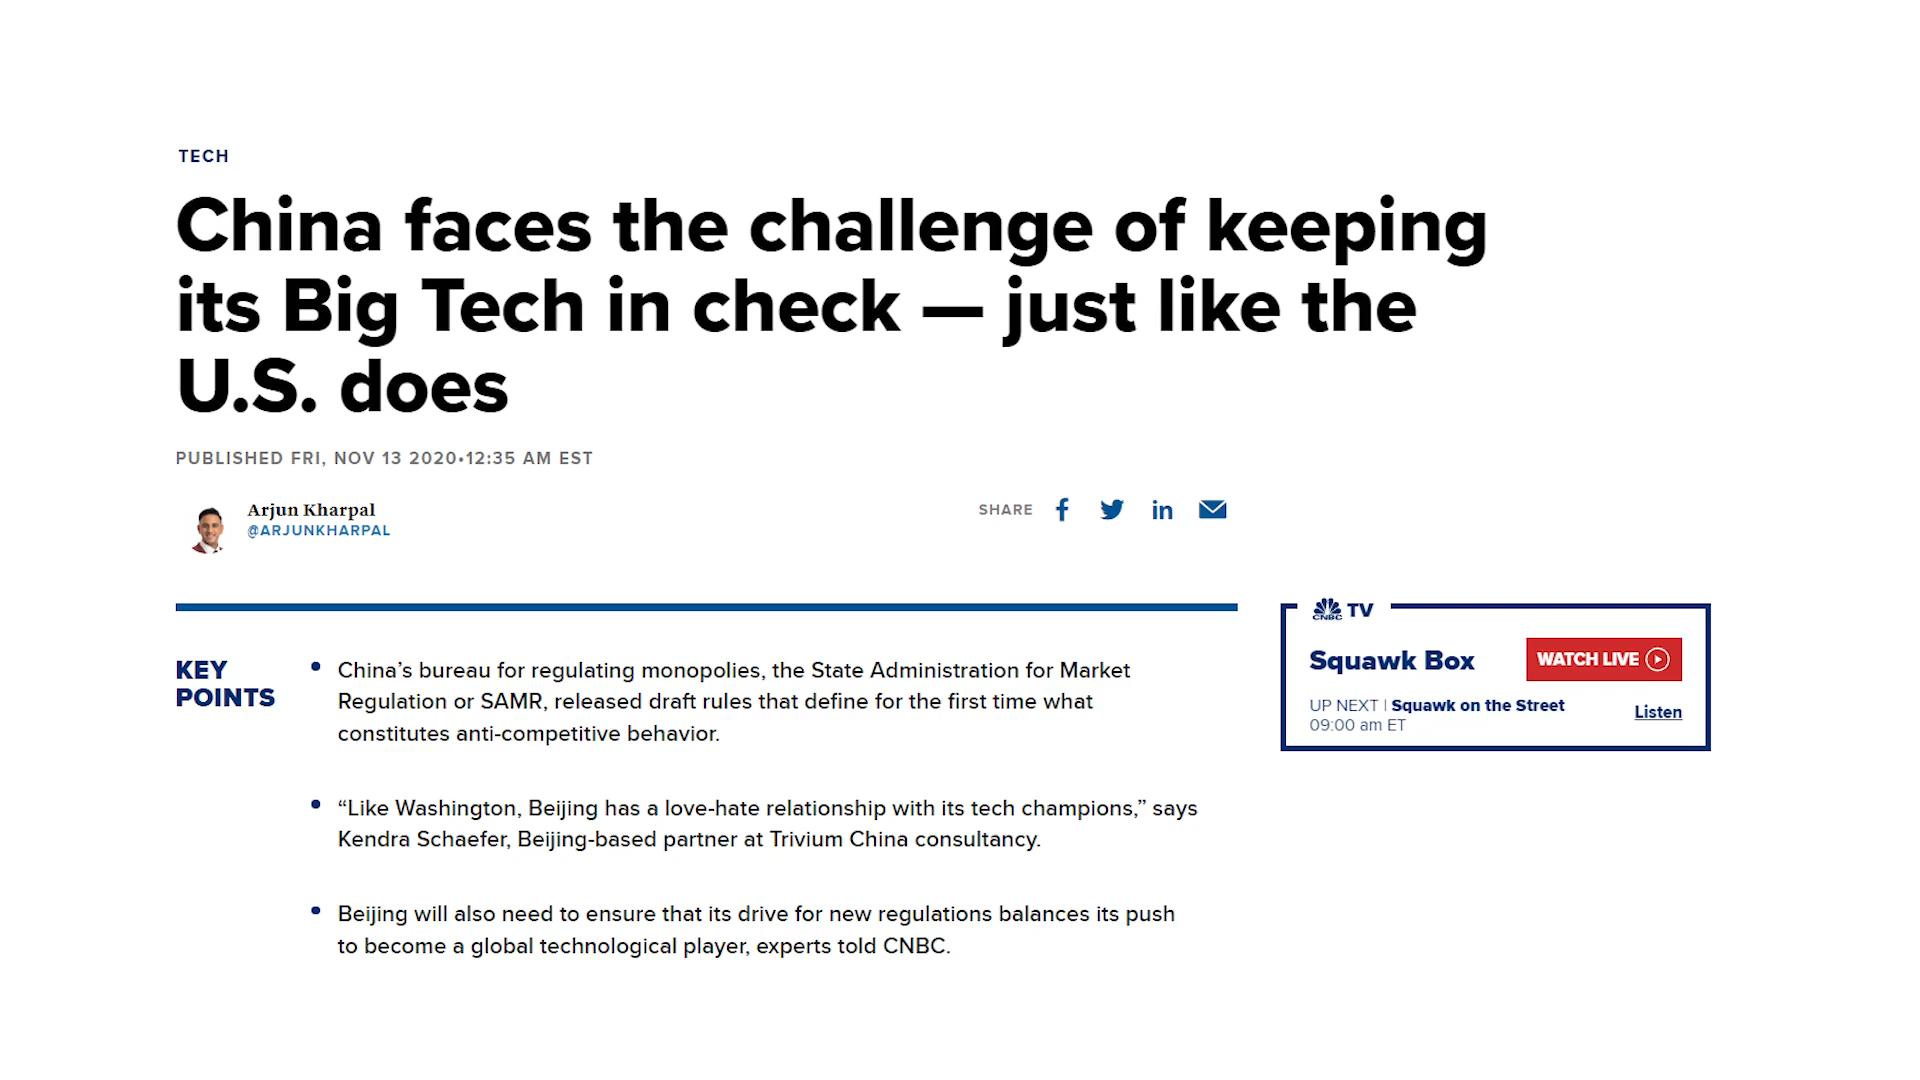 TECH
China faces the challenge of keeping
its Big Tech in check — just like the
U.S. does
PUBLISHED FRI, NOV 13 2020•12:35 AM EST
Arjun Kharpal
@ARJUNKHARPAL
SHARE
KEY
POINTS
China’s bureau for regulating monopolies, the State Administration for Market
Regulation or SAMR, released draft rules that define for the first time what
constitutes anti-competitive behavior.
“Like Washington, Beijing has a love-hate relationship with its tech champions,” says
Kendra Schaefer, Beijing-based partner at Trivium China consultancy.
Beijing will also need to ensure that its drive for new regulations balances its push
to become a global technological player, experts told CNBC.
CNBC TV
Squawk Box
WATCH LIVE
UP NEXT | Squawk on the Street
09:00 am ET
Listen